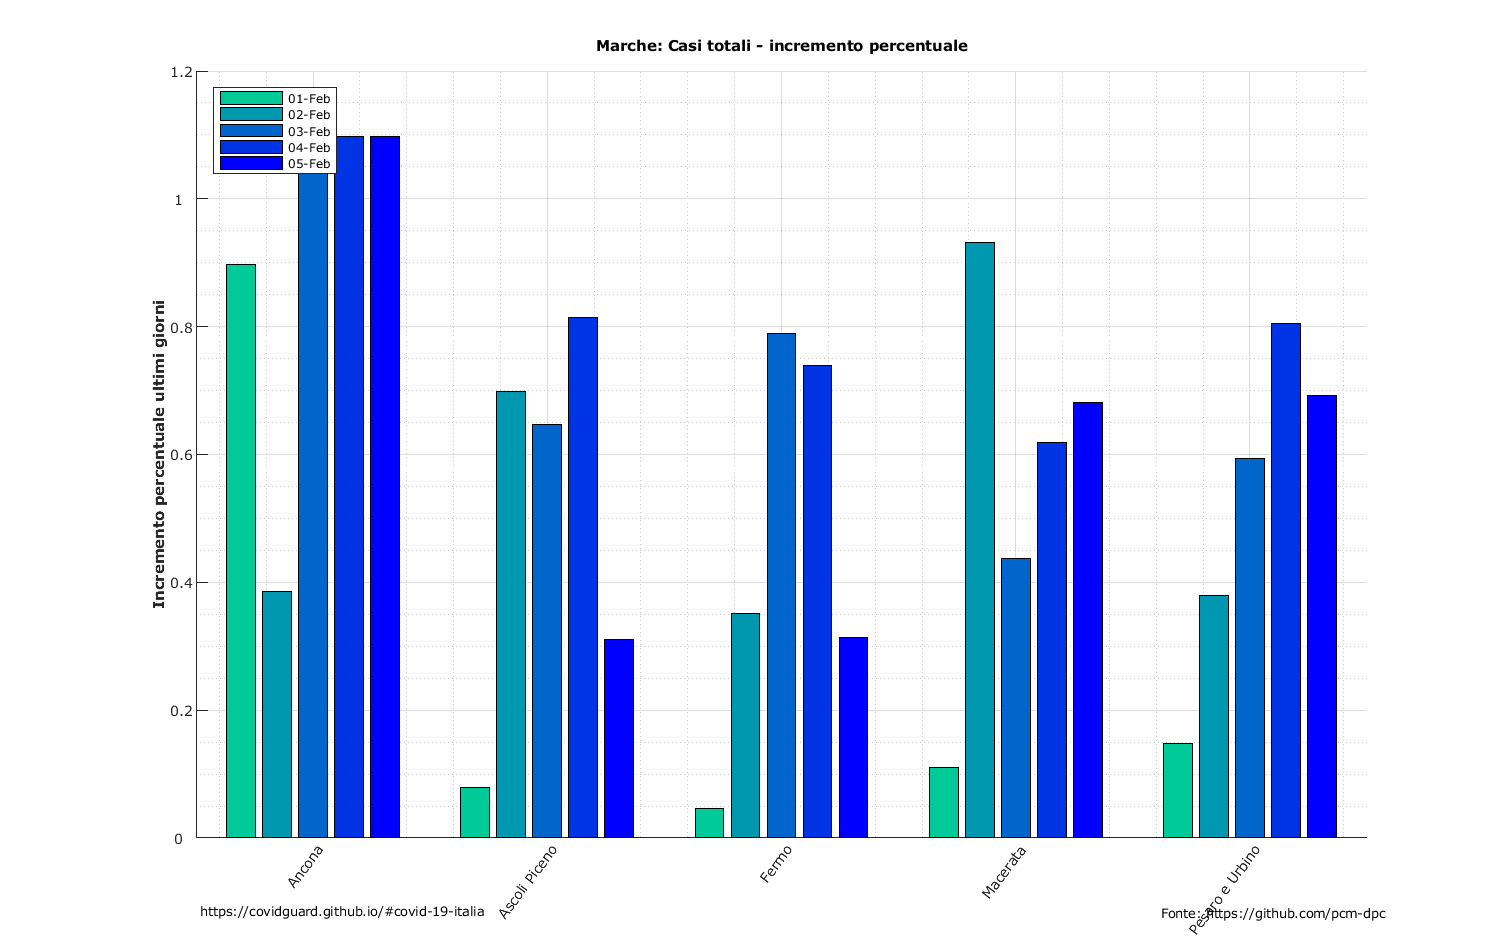 Marche: Casi totali - incremento percentuale
1.2
1
0.8
0.6
0.4
0.2
0
Incremento percentuale ultimi giorni
01-Feb
02-Feb
03-Feb
04-Feb
05-Feb
Ancona
Ascoli Piceno
Fermo
Macerata
Pesaro e Urbino
https://covidguard.github.io/#covid-19-italia
Fonte: https://github.com/pcm-dpc